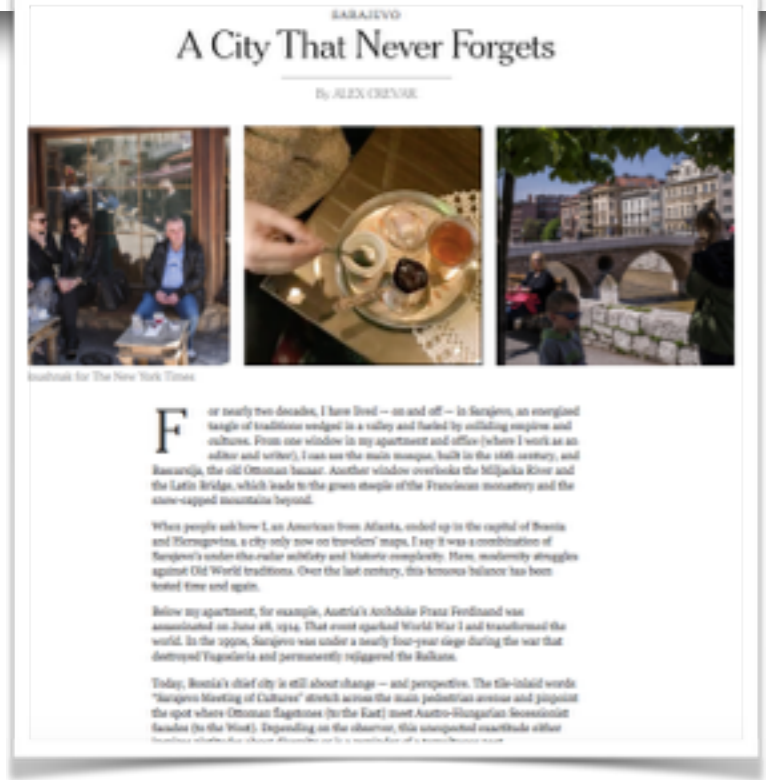 SARAJEVO
A City That Never Forgets
By ALEX CREVAR
for The New York Times
For nearly two decades, I have lived — on and off — in Sarajevo, an energized
tangle of traditions wedged in a valley and fueled by colliding empires and
cultures. From one window in my apartment and office (where I work as an
editor and writer), I can see the main mosque, built in the 16th century, and
Bascarsija, the old Ottoman bazaar. Another window overlooks the Miljacka River and
the Latin Bridge, which leads to the green steeple of the Franciscan monastery and the
snow-capped mountains beyond.
When people ask how I, an American from Atlanta, ended up in the capital of Bosnia
and Herzegovina, a city only now on travelers' maps, I say it was a combination of
Sarajevo's under-the-radar subtlety and historic complexity. Here, modernity struggles
against Old World traditions. Over the last century, this tenuous balance has been
tested time and again.
Below my apartment, for example, Austria's Archduke Franz Ferdinand was
assassinated on June 28, 1914. That event sparked World War I and transformed the
world. In the 1990s, Sarajevo was under a nearly four-year siege during the war that
destroyed Yugoslavia and permanently rejiggered the Balkans.
Today, Bosnia's chief city is still about change — and perspective. The tile-inlaid words
"Sarajevo Meeting of Cultures" stretch across the main pedestrian avenue and pinpoint
the spot where Ottoman flagstones (to the East) meet Austro-Hungarian Secessionist
facades (to the West). Depending on the observer, this unexpected exactitude either